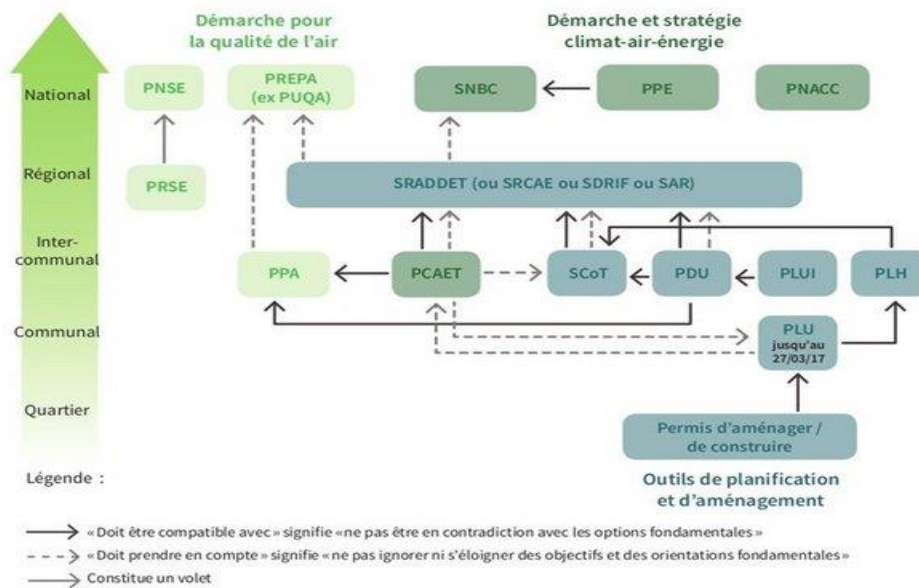 Démarche pour
la qualité de l'air
Démarche et stratégie
climat-air-énergie
National
PNSE
PREPA
(ex PUQA)
SNBC
PPE
PNACC
Régional
PRSE
SRADDET (ou SRCAE ou SDRIF ou SAR)
Inter-
communal
PPA
PCAET
SCoT
PDU
PLUI
PLH
Communal
PLU
jusqu'au
27/03/17
Quartier
Permis d'aménager /
de construire
Outils de planification
et d'aménagement
Légende :
« Doit être compatible avec » signifie « ne pas être en contradiction avec les options fondamentales »
« Doit prendre en compte » signifie « ne pas ignorer ni s'éloigner des objectifs et des orientations fondamentales »
Constitue un volet